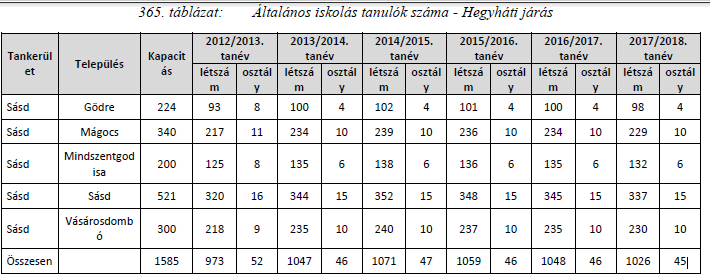 365. táblázat: Általános iskolás tanulók száma - Hegyháti járás
Tankerület Település Kapacitás 2012/2013. tanév 2013/2014. tanév 2014/2015. tanév 2015/2016. tanév 2016/2017. tanév 2017/2018. tanév
létszám osztály létszám osztály létszám osztály létszám osztály létszám osztály létszám osztály
Sásd Gödre 224 93 8 100 4 102 4 101 4 100 4 98 4
Sásd Mágocs 340 217 11 234 10 239 10 236 10 234 10 229 10
Sásd Mindszentgodisa 200 125 8 135 6 138 6 136 6 135 6 132 6
Sásd Sásd 521 320 16 344 15 352 15 348 15 345 15 337 15
Sásd Vásárosdombó 300 218 9 235 10 240 10 237 10 235 10 230 10
Összesen 1585 973 52 1047 46 1071 47 1059 46 1048 46 1026 45